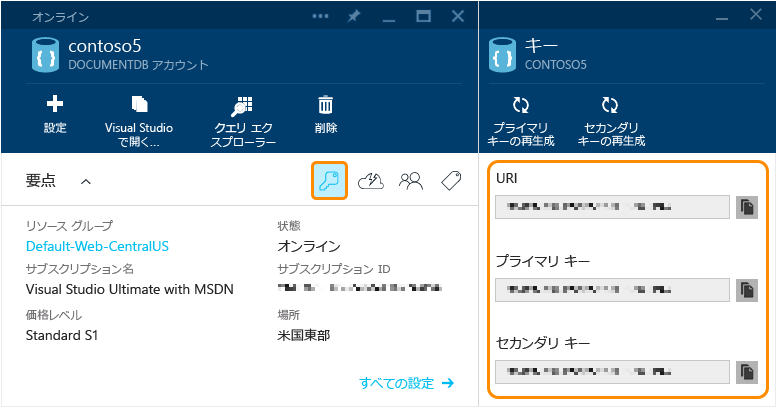 オンライン
contoso5
DOCUMENTDB アカウント
設定
Visual Studio
で開く...
クエリ エク
スプローラー
削除
要点
リソース グループ
Default-Web-CentralUS
状態
オンライン
サブスクリプション名
Visual Studio Ultimate with MSDN
サブスクリプション ID
価格レベル
Standard S1
場所
米国東部
すべての設定
キー
CONTOSO5
プライマリ
キーの再生成
セカンダリ
キーの再生成
URI
プライマリ キー
セカンダリ キー